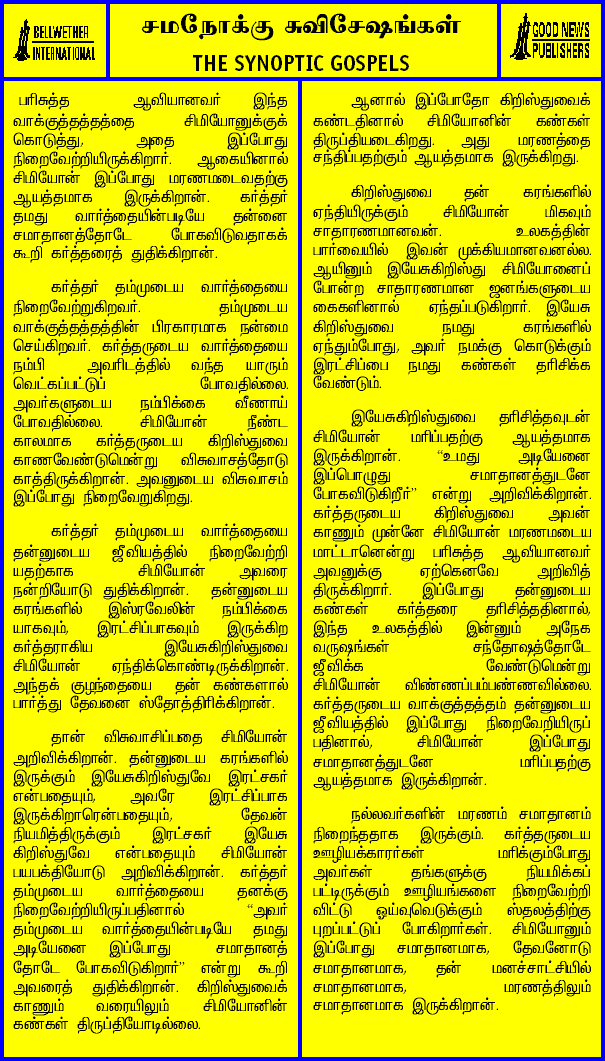 BELLWETHER
INTERNATIONAL
சமநோக்கு சுவிசேஷங்கள்
THE SYNOPTIC GOSPELS
GOOD NEWS
PUBLISHERS
பரிசுத்த ஆவியானவர் இந்த
வாக்குத்தத்தத்தை சிமியோனுக்குக்
கொடுத்து, அதை இப்போது
நிறைவேற்றியிருக்கிறார். ஆகையினால்
சிமியோன் இப்போது மரணமடைவதற்கு
ஆயத்தமாக இருக்கிறான். கர்த்தர்
தமது வார்த்தையின்படியே தன்னை
சமாதானத்தோடே போகவிடுவதாகக்
கூறி கர்த்தரைத் துதிக்கிறான்.
கர்த்தர் தம்முடைய வார்த்தையை
நிறைவேற்றுகிறவர். தம்முடைய
வாக்குத்தத்தத்தின் பிரகாரமாக நன்மை
செய்கிறவர். கர்த்தருடைய வார்த்தையை
நம்பி அவரிடத்தில் வந்த யாரும்
வெட்கப்பட்டுப் போவதில்லை.
அவர்களுடைய நம்பிக்கை வீணாய்
போவதில்லை. சிமியோன் நீண்ட
காலமாக கர்த்தருடைய கிறிஸ்துவை
காணவேண்டுமென்று விசுவாசத்தோடு
காத்திருக்கிறான். அவனுடைய விசுவாசம்
இப்போது நிறைவேறுகிறது.
கர்த்தர் தம்முடைய வார்த்தையை
தன்னுடைய ஜீவியத்தில் நிறைவேற்றி
யதற்காக சிமியோன் அவரை
நன்றியோடு துதிக்கிறான். தன்னுடைய
கரங்களில் இஸ்ரவேலின் நம்பிக்கை
யாகவும், இரட்சிப்பாகவும் இருக்கிற
கர்த்தராகிய இயேசுகிறிஸ்துவை
சிமியோன் ஏந்திக்கொண்டிருக்கிறான்.
அந்தக் குழந்தையை தன் கண்களால்
பார்த்து தேவனை ஸ்தோத்திரிக்கிறான்.
தான் விசுவாசிப்பதை சிமியோன்
அறிவிக்கிறான். தன்னுடைய கரங்களில்
இருக்கும் இயேசுகிறிஸ்துவே இரட்சகர்
என்பதையும், அவரே இரட்சிப்பாக
இருக்கிறாரென்பதையும், தேவன்
நியமித்திருக்கும் இரட்சகர் இயேசு
கிறிஸ்துவே என்பதையும் சிமியோன்
பயபக்தியோடு அறிவிக்கிறான். கர்த்தர்
தம்முடைய வார்த்தையை தனக்கு
நிறைவேற்றியிருப்பதினால் “அவர்
தம்முடைய வார்த்தையின்படியே தமது
அடியேனை இப்போது சமாதானத்
தோடே போகவிடுகிறார்” என்று கூறி
அவரைத் துதிக்கிறான். கிறிஸ்துவைக்
காணும் வரையிலும் சிமியோனின்
கண்கள் திருப்தியோடில்லை.
ஆனால் இப்போதோ கிறிஸ்துவைக்
கண்டதினால் சிமியோனின் கண்கள்
திருப்தியடைகிறது. அது மரணத்தை
சந்திப்பதற்கும் ஆயத்தமாக இருக்கிறது.
கிறிஸ்துவை தன் கரங்களில்
ஏந்தியிருக்கும் சிமியோன் மிகவும்
சாதாரணமானவன். உலகத்தின்
பார்வையில் இவன் முக்கியமானவனல்ல.
ஆயினும் இயேசுகிறிஸ்து சிமியோனைப்
போன்ற சாதாரணமான ஜனங்களுடைய
கைகளினால் ஏந்தப்படுகிறார். இயேசு
கிறிஸ்துவை நமது கரங்களில்
ஏந்தும்போது, அவர் நமக்கு கொடுக்கும்
இரட்சிப்பை நமது கண்கள் தரிசிக்க
வேண்டும்.
இயேசுகிறிஸ்துவை தரிசித்தவுடன்
சிமியோன் மரிப்பதற்கு ஆயத்தமாக
இருக்கிறான். “உமது அடியேனை
இப்பொழுது சமாதானத்துடனே
போகவிடுகிறீர்” என்று அறிவிக்கிறான்.
கர்த்தருடைய கிறிஸ்துவை அவன்
காணும் முன்னே சிமியோன் மரணமடைய
மாட்டானென்று பரிசுத்த ஆவியானவர்
அவனுக்கு ஏற்கெனவே அறிவித்
திருக்கிறார். இப்போது தன்னுடைய
கண்கள் கர்த்தரை தரிசித்ததினால்,
இந்த உலகத்தில் இன்னும் அநேக
வருஷங்கள் சந்தோஷத்தோடே
ஜீவிக்க வேண்டுமென்று
சிமியோன் விண்ணப்பம்பண்ணவில்லை.
கர்த்தருடைய வாக்குத்தத்தம் தன்னுடைய
ஜீவியத்தில் இப்போது நிறைவேறியிருப்
பதினால், சிமியோன் இப்போது
சமாதானத்துடனே மரிப்பதற்கு
ஆயத்தமாக இருக்கிறான்.
நல்லவர்களின் மரணம் சமாதானம்
நிறைந்ததாக இருக்கும். கர்த்தருடைய
ஊழியக்காரர்கள் மரிக்கும்போது
அவர்கள் தங்களுக்கு நியமிக்கப்
பட்டிருக்கும் ஊழியங்களை நிறைவேற்றி
விட்டு ஓய்வுவெடுக்கும் ஸ்தலத்திற்கு
புறப்பட்டுப் போகிறார்கள். சிமியோனும்
இப்போது சமாதானமாக, தேவனோடு
சமாதானமாக, தன் மனச்சாட்சியில்
சமாதானமாக, மரணத்திலும்
சமாதானமாக இருக்கிறான்.